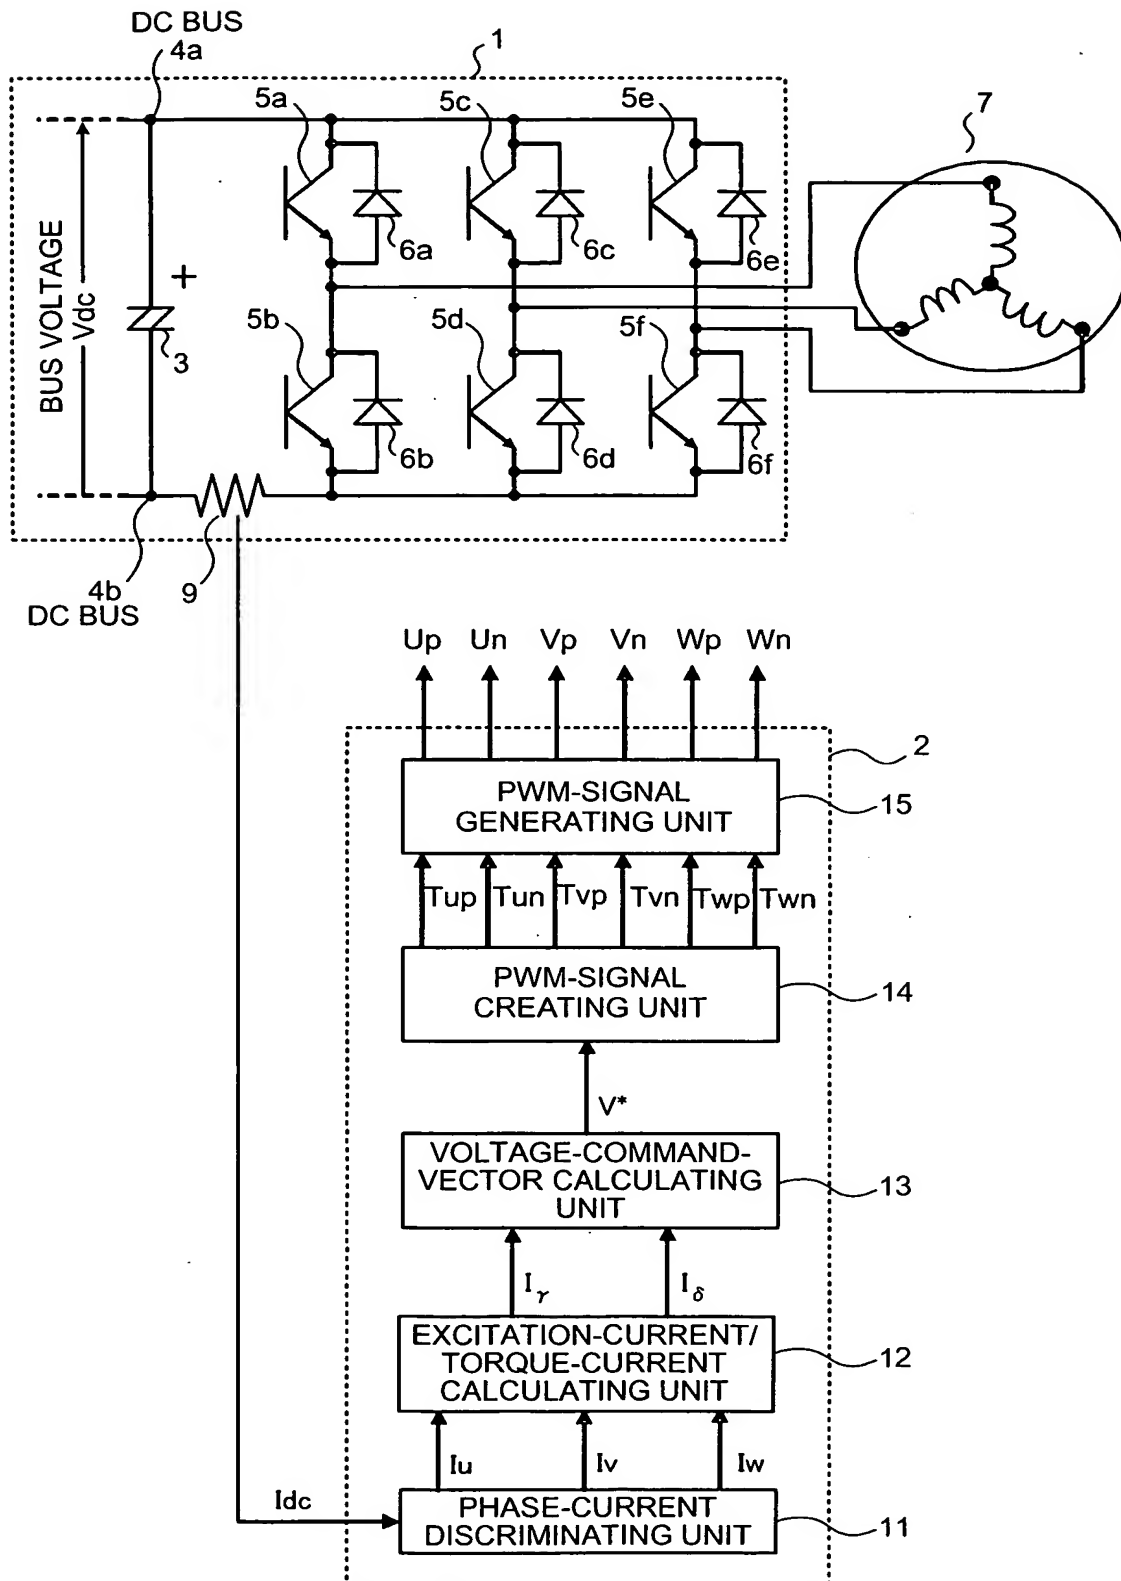 DC BUS
4a
1
5a
5c
5e
7
6a
6c
6e
BUS VOLTAGE
Vdc
+
3
5b
5d
5f
6b
6d
6f
4b
DC BUS
9
Up Un Vp Vn Wp Wn
2
PWM-SIGNAL
GENERATING UNIT
15
Tup Tun Tvp Tvn Twp Twn
PWM-SIGNAL
CREATING UNIT
14
V*
VOLTAGE-COMMAND-
VECTOR CALCULATING
UNIT
13
Iγ Iδ
EXCITATION-CURRENT/
TORQUE-CURRENT
CALCULATING UNIT
12
Iu Iv Iw
Idc
PHASE-CURRENT
DISCRIMINATING UNIT
11